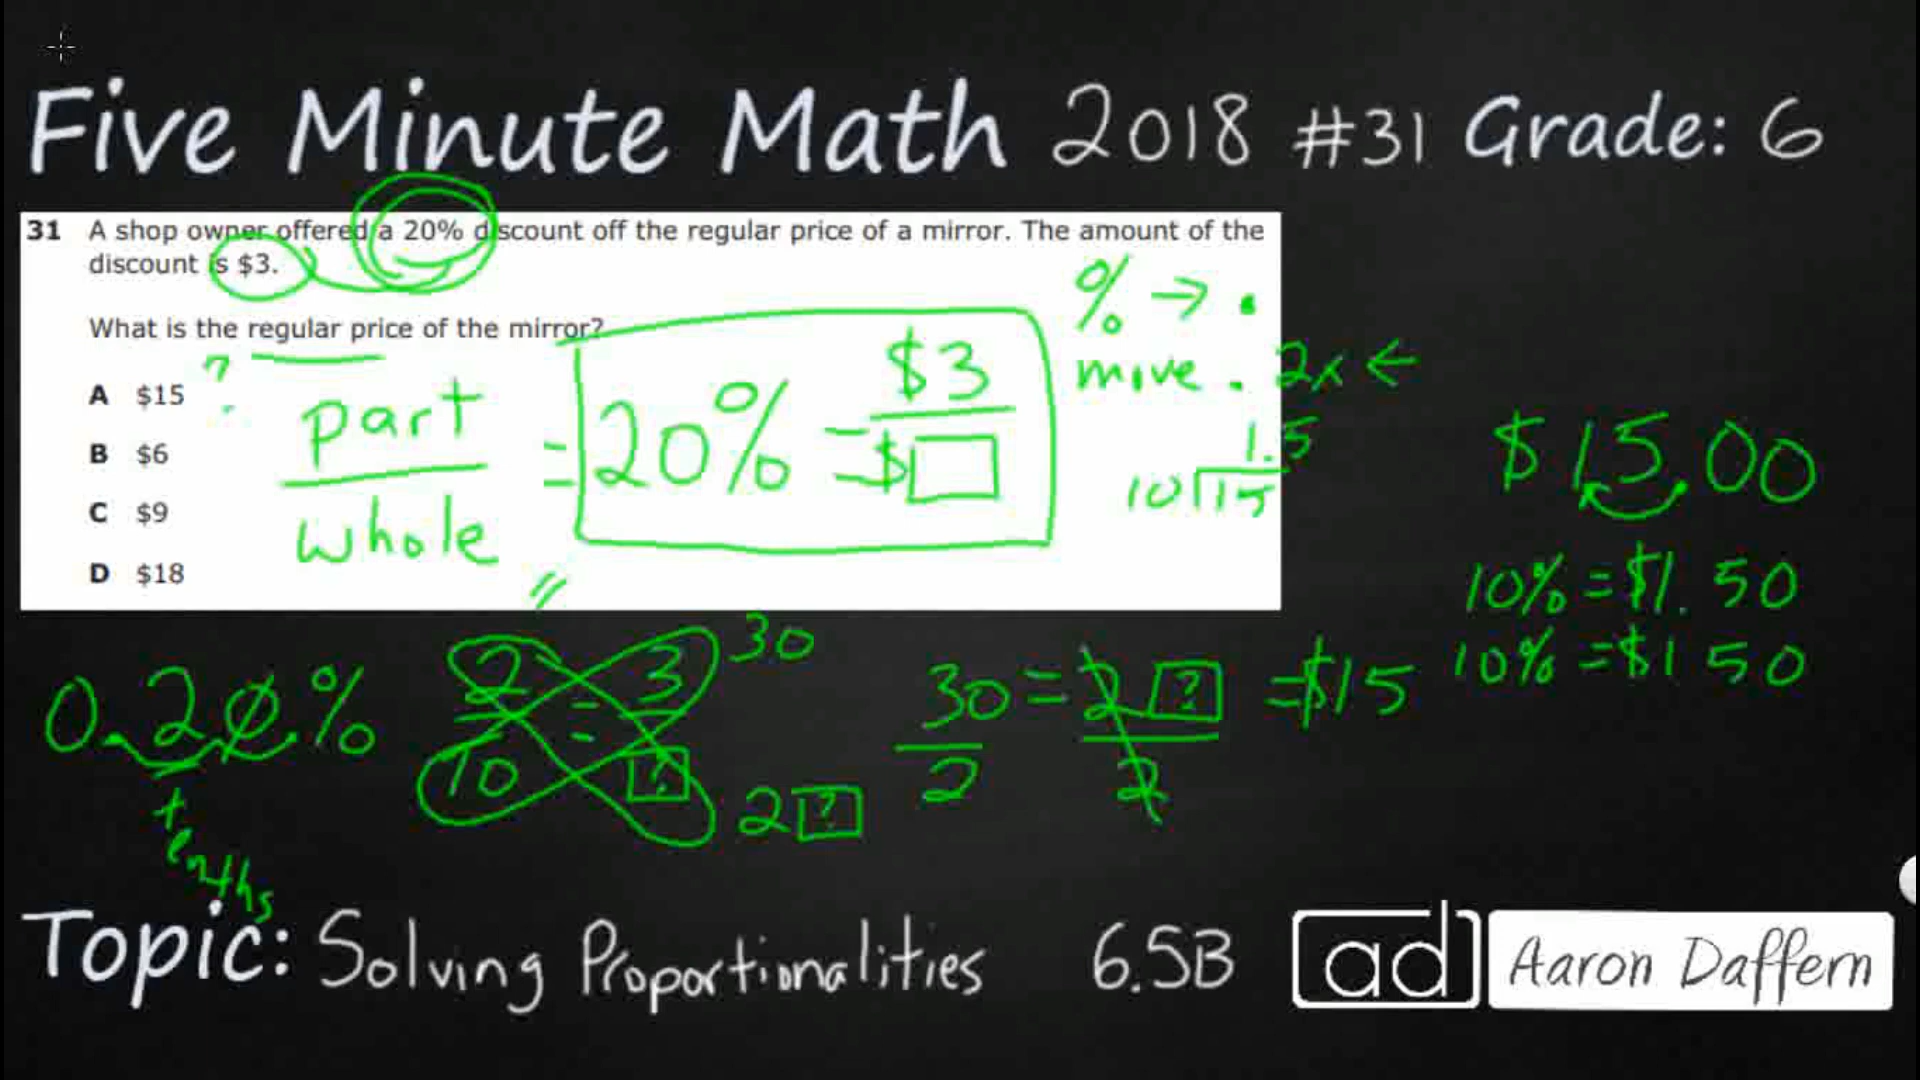 Five Minute Math 2018 #31 Grade: 6
31 A shop owner offered a 20% discount off the regular price of a mirror. The amount of the
discount is $3.
What is the regular price of the mirror?
?
A $15
B $6
C $9
D $18
part
whole
= 20% = $3
$
% → .
move . 2x ←
1.5
10 15
$15.00
10% = $1.50
10% = $1 50
0.20%
tenths
2 = 3
10 ?
30
2 ?
30 = 2 ? = $15
2 2
Topic: Solving Proportionalities 6.5B ad Aaron Daffern